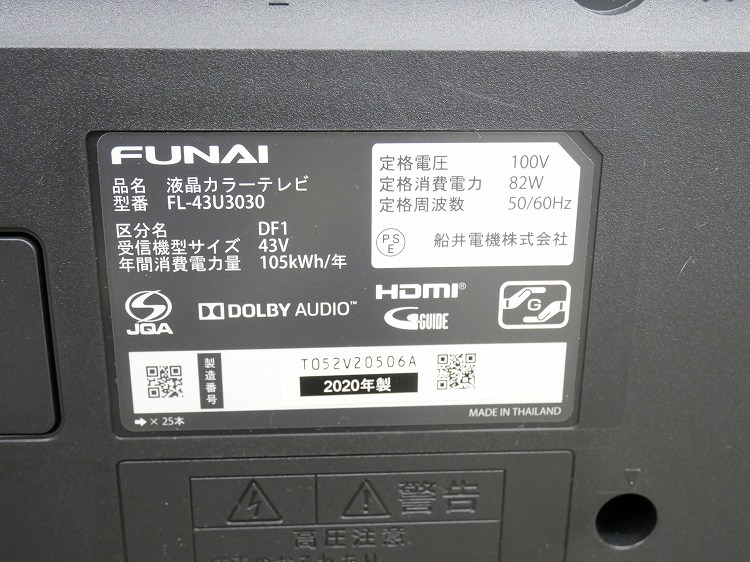 FUNAI
品名 液晶カラーテレビ
型番 FL-43U3030
区分名 DF1
受信機型サイズ 43V
年間消費電力量 105kWh/年
定格電圧 100V
定格消費電力 82W
定格周波数 50/60Hz
PSE 船井電機株式会社
JQA
DOLBY AUDIO™
HDMI®
G-GUIDE
G
製造番号
T052V20506A
2020年製
➔ × 25本
MADE IN THAILAND
警告
高圧注意